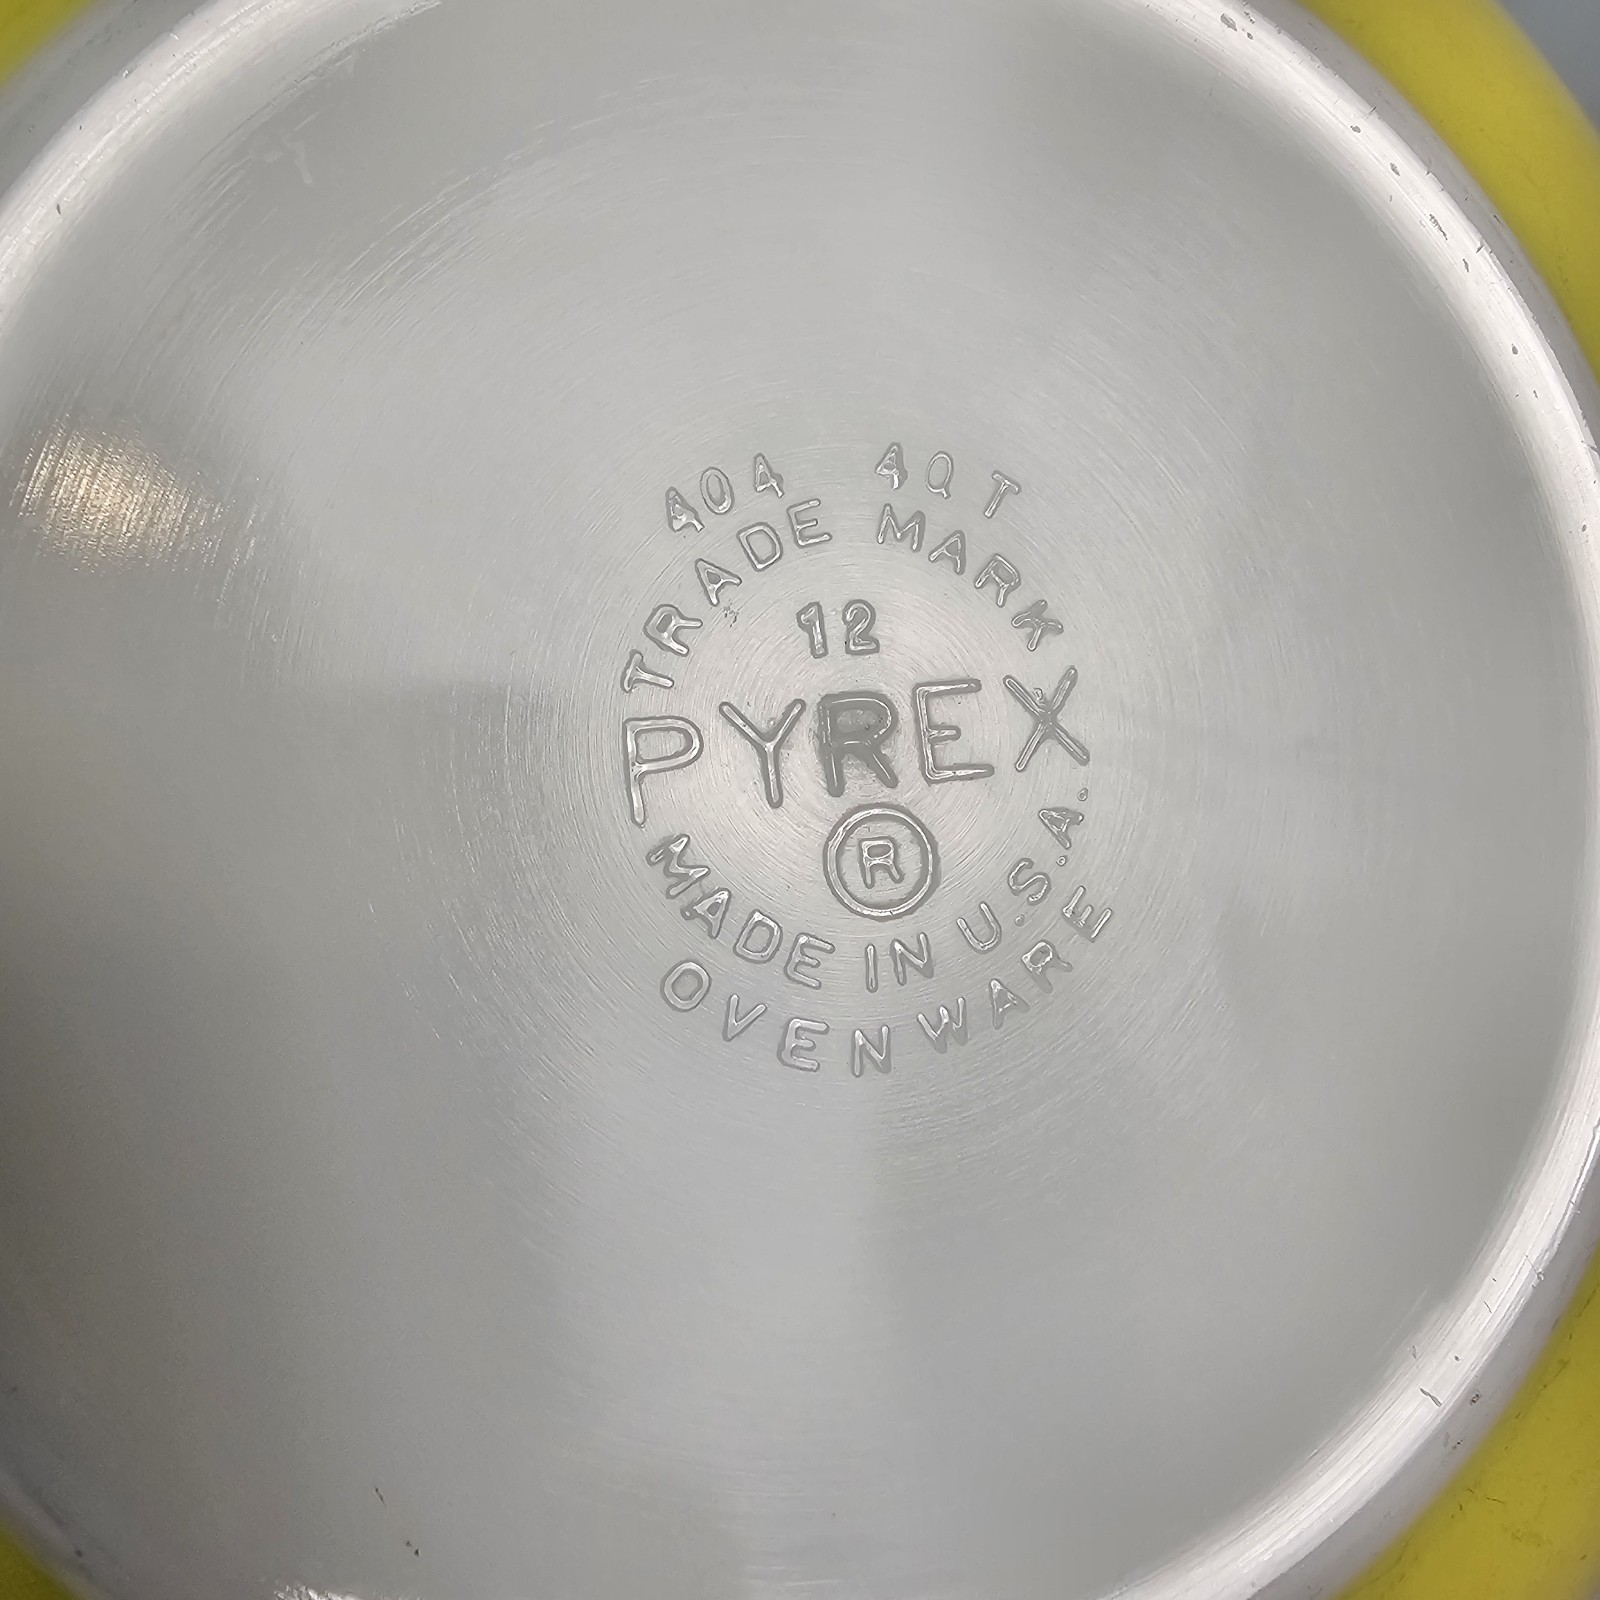 404 4QT
TRADE MARK
12
PYREX
®
MADE IN U.S.A.
OVENWARE